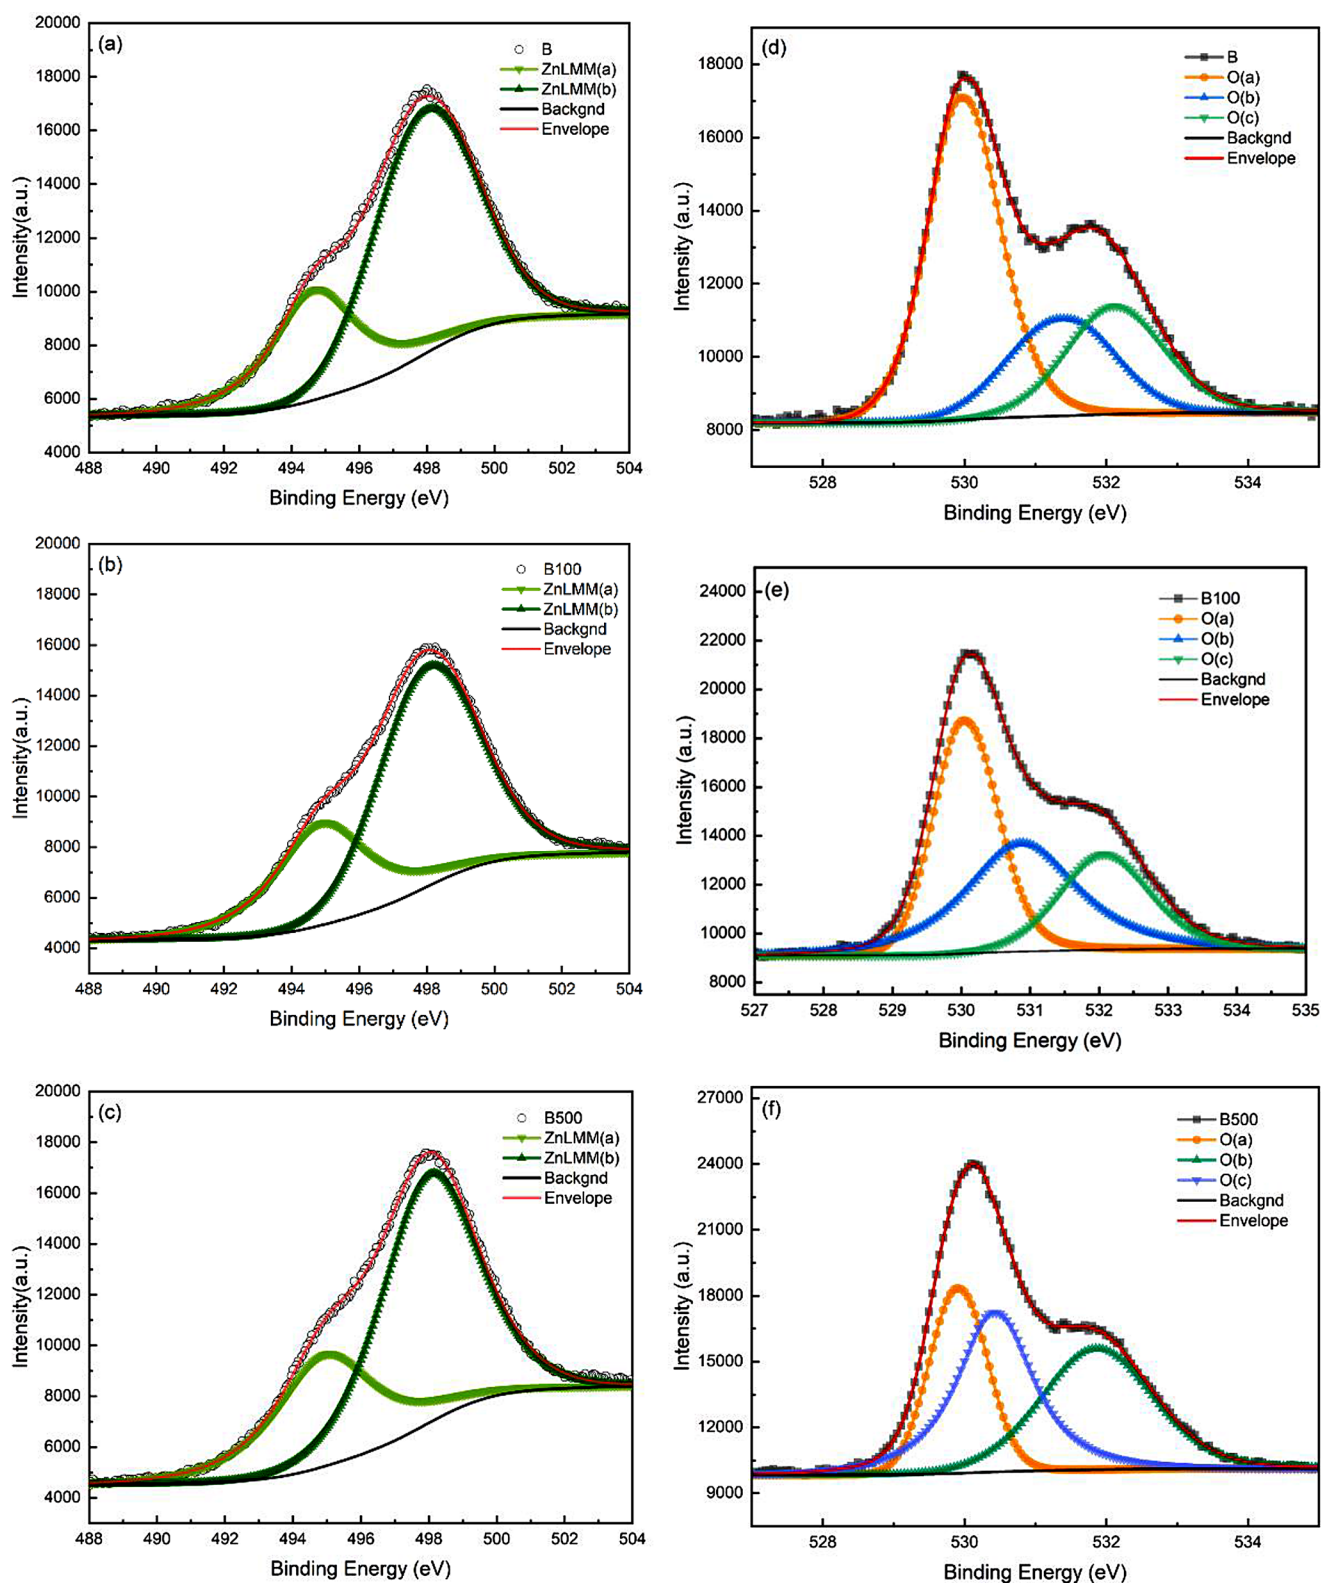 (a)
B
ZnLMM(a)
ZnLMM(b)
Backgnd
Envelope
20000
18000
16000
14000
12000
10000
8000
6000
4000
Intensity(a.u.)
488 490 492 494 496 498 500 502 504
Binding Energy (eV)
(d)
B
O(a)
O(b)
O(c)
Backgnd
Envelope
18000
16000
14000
12000
10000
8000
Intensity (a.u.)
528 530 532 534
Binding Energy (eV)
(b)
B100
ZnLMM(a)
ZnLMM(b)
Backgnd
Envelope
20000
18000
16000
14000
12000
10000
8000
6000
4000
Intensity(a.u.)
488 490 492 494 496 498 500 502 504
Binding Energy (eV)
(e)
B100
O(a)
O(b)
O(c)
Backgnd
Envelope
24000
22000
20000
18000
16000
14000
12000
10000
8000
Intensity (a.u.)
527 528 529 530 531 532 533 534 535
Binding Energy (eV)
(c)
B500
ZnLMM(a)
ZnLMM(b)
Backgnd
Envelope
20000
18000
16000
14000
12000
10000
8000
6000
4000
Intensity(a.u.)
488 490 492 494 496 498 500 502 504
Binding Energy (eV)
(f)
B500
O(a)
O(b)
O(c)
Backgnd
Envelope
27000
24000
21000
18000
15000
12000
9000
Intensity (a.u.)
528 530 532 534
Binding Energy (eV)